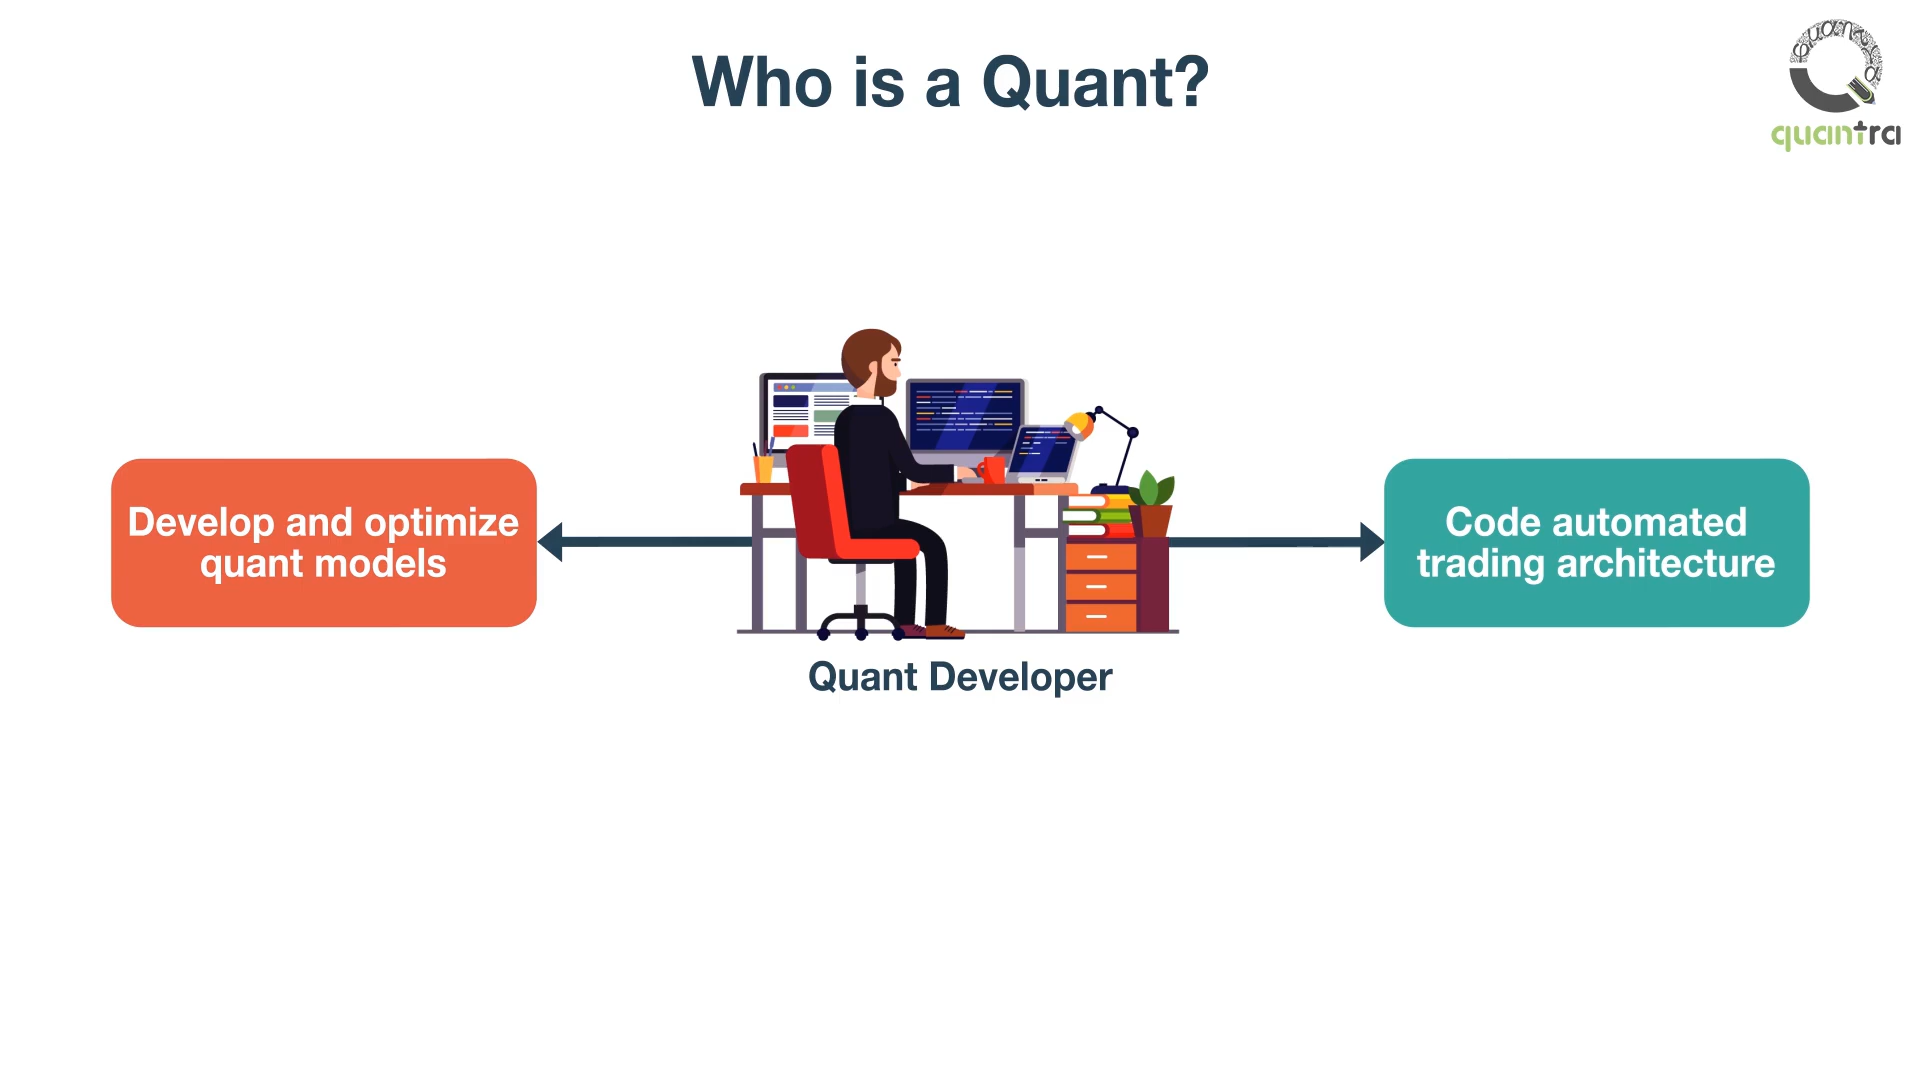 Who is a Quant?
quantra
Develop and optimize
quant models
Code automated
trading architecture
Quant Developer